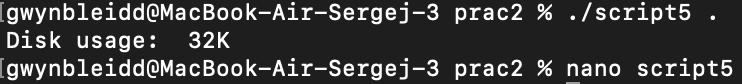 [gwynbleidd@MacBook-Air-Sergej-3 prac2 % ./script5 .
Disk usage:  32K
[gwynbleidd@MacBook-Air-Sergej-3 prac2 % nano script5